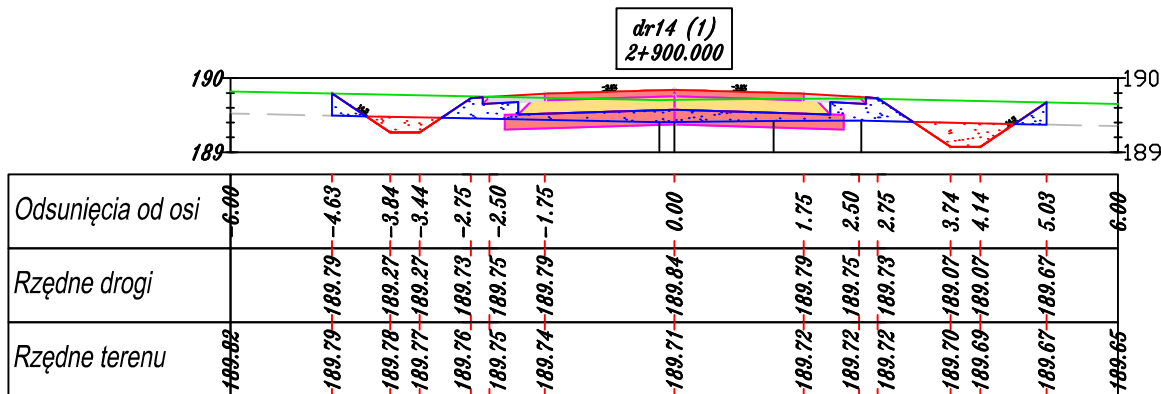 dr14 (1)
2+900.000
190 190
189 189
Odsunięcia od osi -6.00 -4.63 -3.84 -3.44 -2.75 -2.50 -1.75 0.00 1.75 2.50 2.75 3.74 4.14 5.03 6.00
Rzędne drogi 189.79 189.27 189.27 189.73 189.75 189.79 189.84 189.79 189.75 189.73 189.07 189.07 189.67
Rzędne terenu 189.82 189.79 189.78 189.77 189.76 189.75 189.74 189.71 189.72 189.72 189.72 189.70 189.69 189.67 189.65